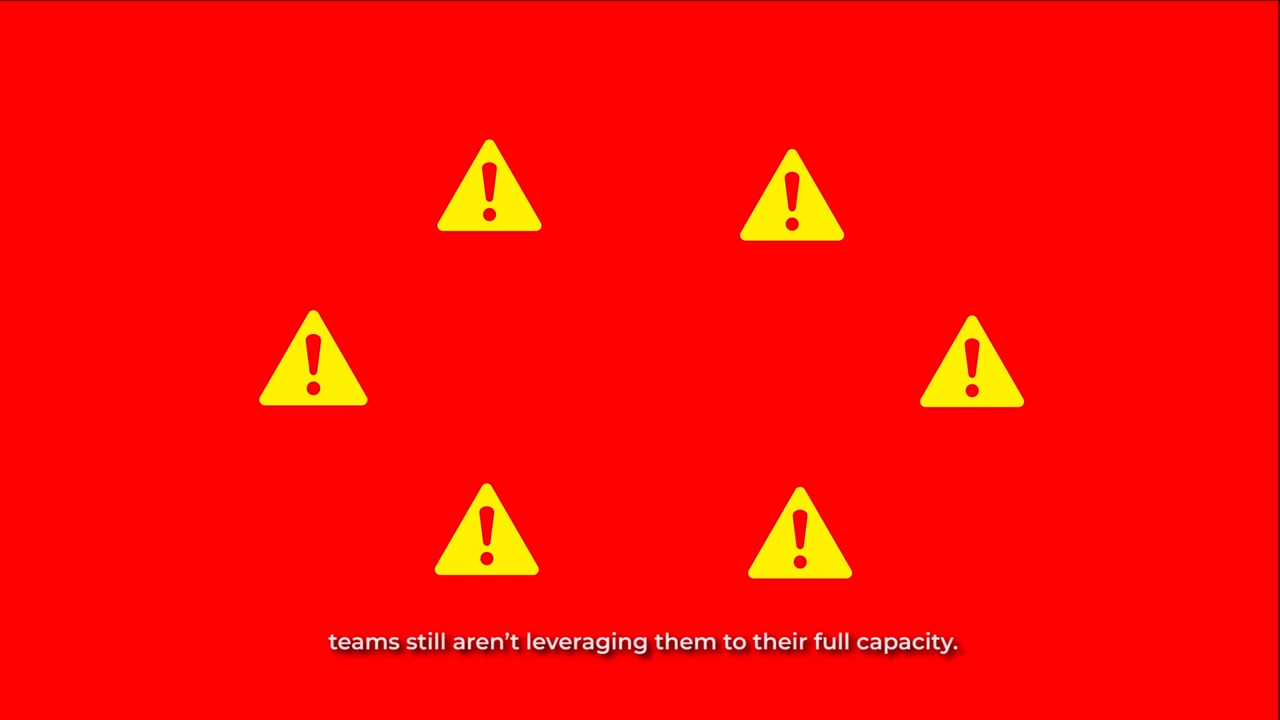 teams still aren’t leveraging them to their full capacity.